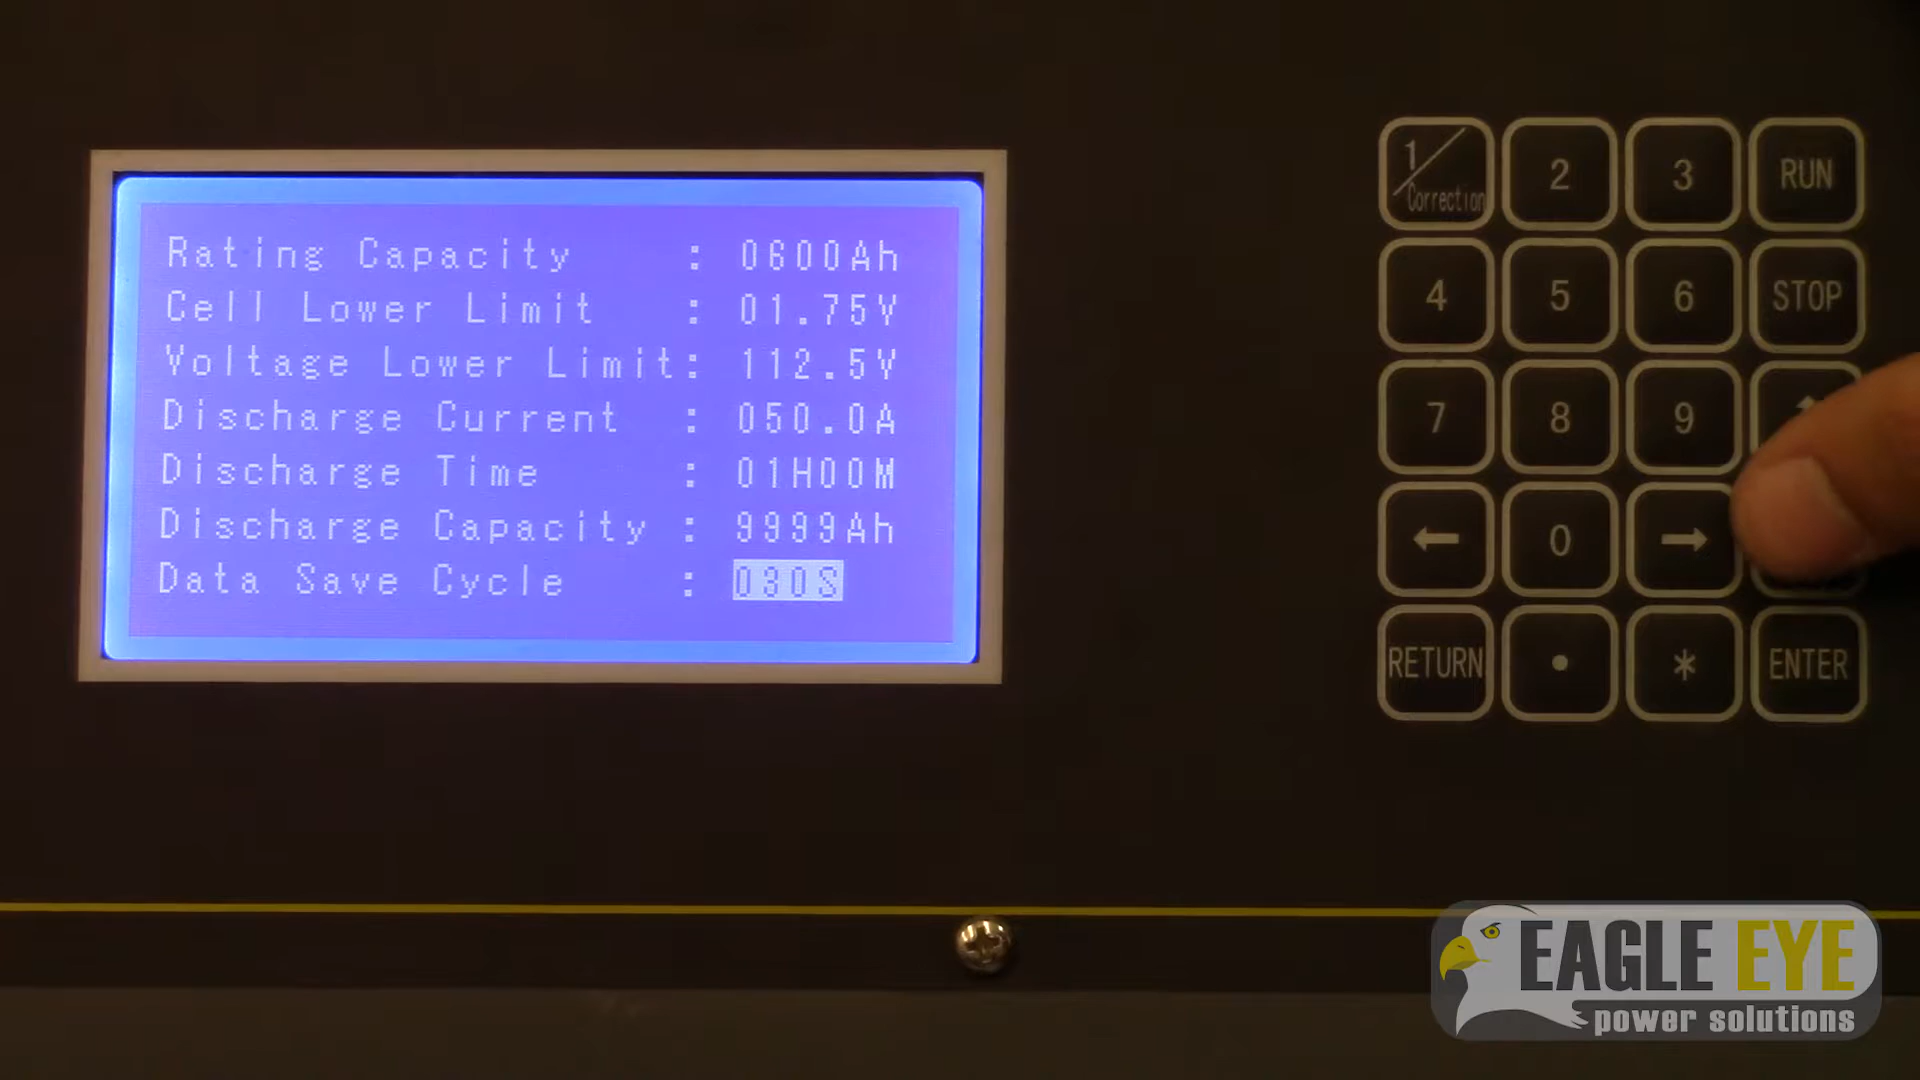 Rating Capacity : 0600Ah
Cell Lower Limit : 01.75V
Voltage Lower Limit: 112.5V
Discharge Current : 050.0A
Discharge Time : 01H00M
Discharge Capacity : 9999Ah
Data Save Cycle : 030S
1/Correction 2 3 RUN
4 5 6 STOP
7 8 9
← 0 →
RETURN • * ENTER
EAGLE EYE
power solutions